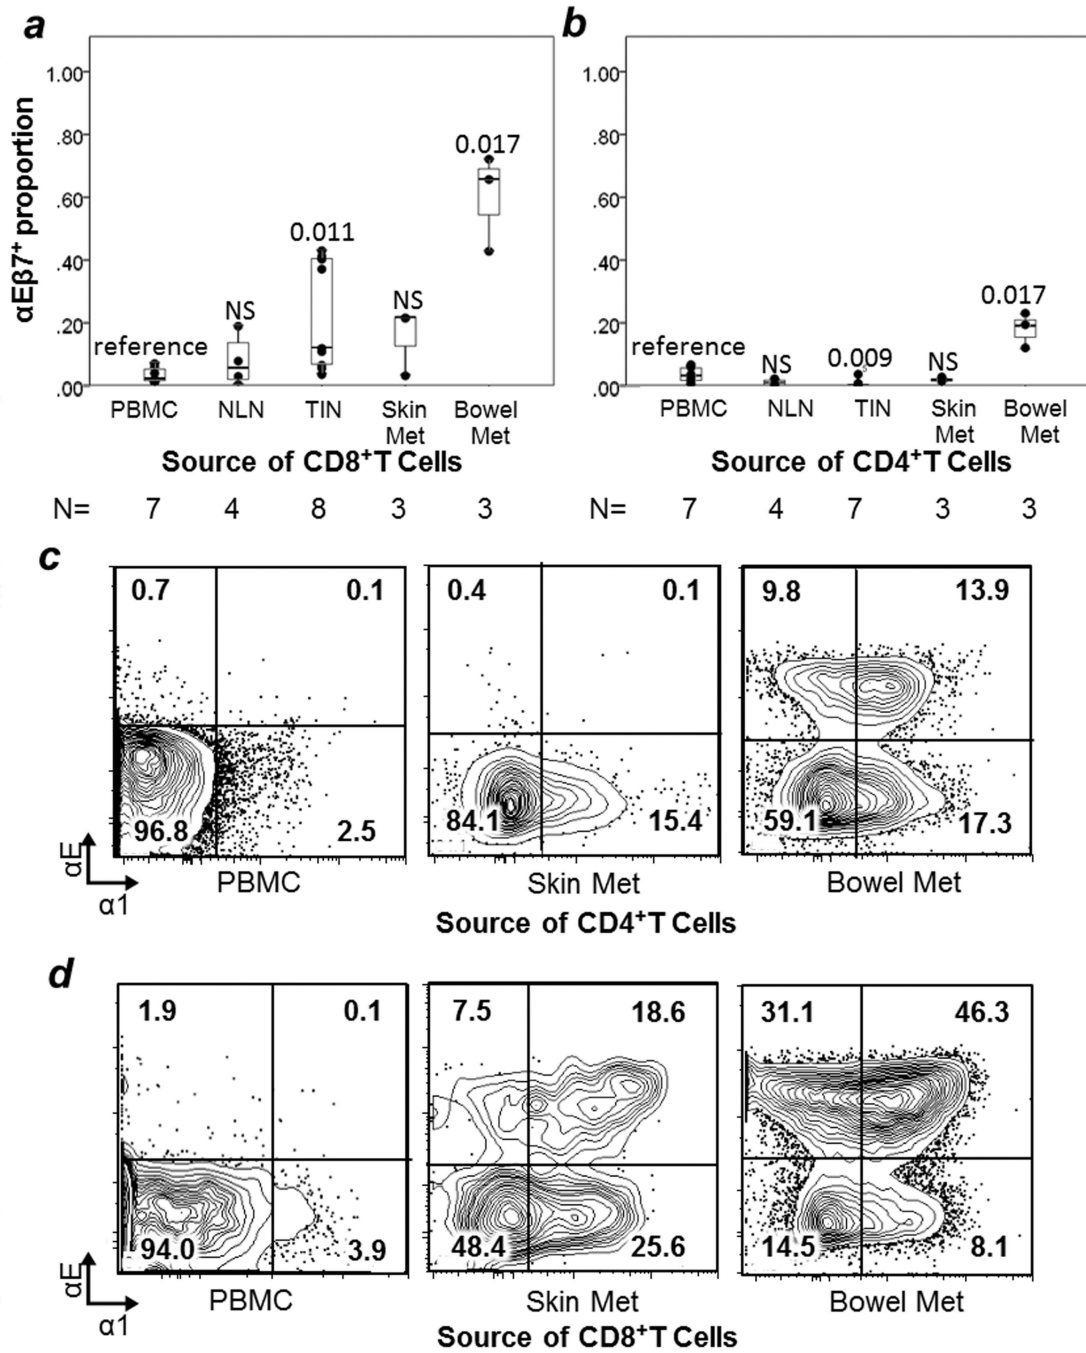 a
αEβ7⁺ proportion
1.00
.80
.60
.40
.20
.00
reference
NS
0.011
NS
0.017
PBMC NLN TIN Skin Met Bowel Met
Source of CD8⁺T Cells
N= 7 4 8 3 3
b
1.00
.80
.60
.40
.20
.00
reference
NS
0.009
NS
0.017
PBMC NLN TIN Skin Met Bowel Met
Source of CD4⁺T Cells
N= 7 4 7 3 3
c
0.7 0.1
96.8 2.5
0.4 0.1
84.1 15.4
9.8 13.9
59.1 17.3
αE
α1
PBMC Skin Met Bowel Met
Source of CD4⁺T Cells
d
1.9 0.1
94.0 3.9
7.5 18.6
48.4 25.6
31.1 46.3
14.5 8.1
αE
α1
PBMC Skin Met Bowel Met
Source of CD8⁺T Cells